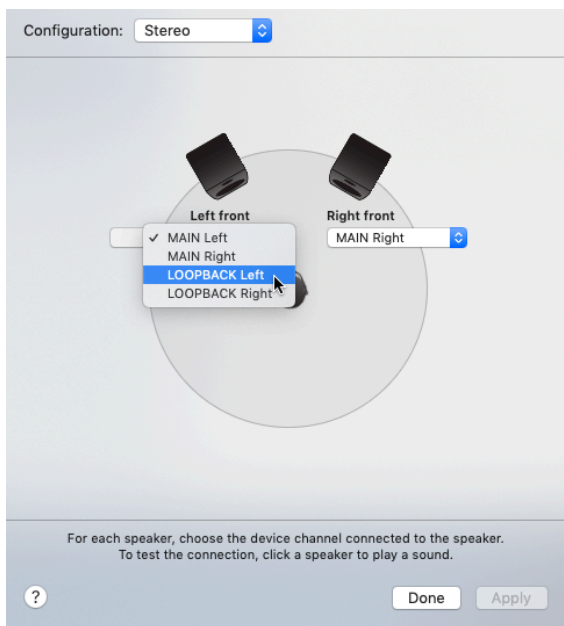 Configuration: Stereo
Left front
Right front
MAIN Left
MAIN Right
MAIN Right
LOOPBACK Left
LOOPBACK Right
For each speaker, choose the device channel connected to the speaker.
To test the connection, click a speaker to play a sound.
? Done Apply